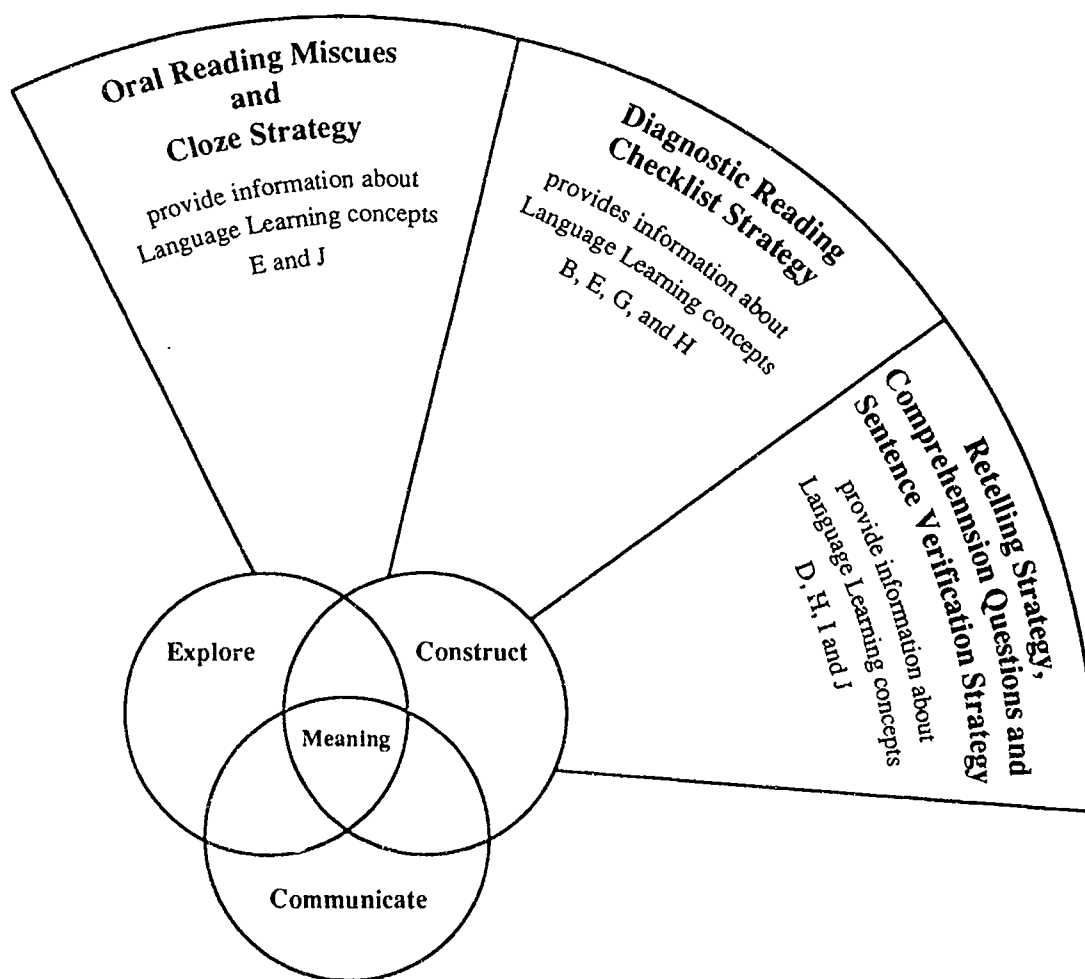 Oral Reading Miscues
and
Cloze Strategy
provide information about
Language Learning concepts
E and J
Diagnostic Reading
Checklist Strategy
provides information about
Language Learning concepts
B, E, G, and H
Retelling Strategy,
Comprehennsion Questions and
Sentence Verification Strategy
provide information about
Language Learning concepts
D, H, I and J
Explore
Construct
Meaning
Communicate